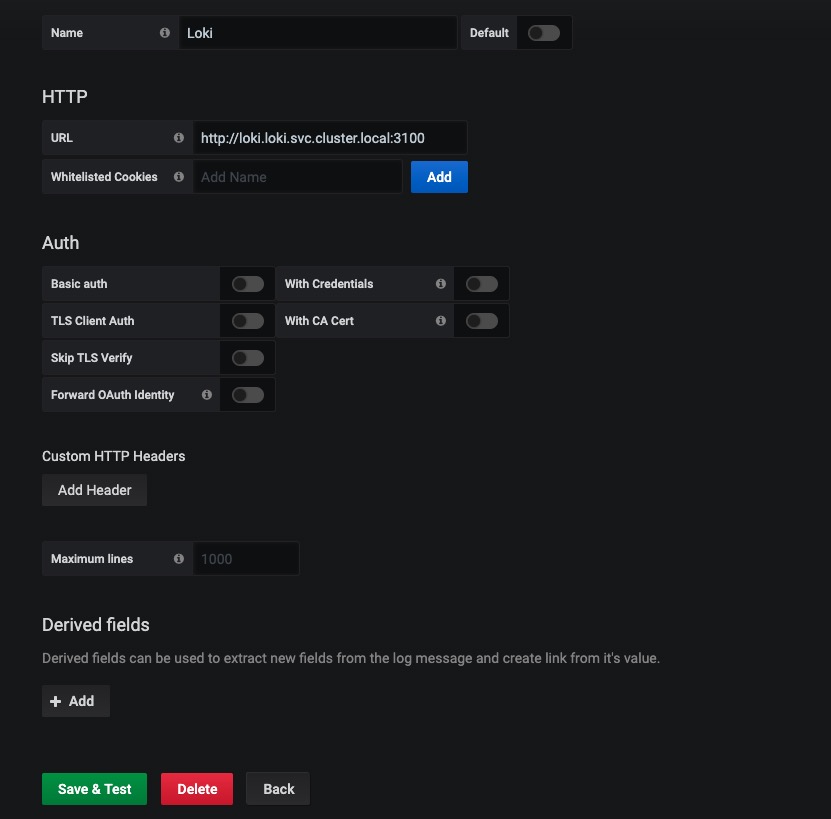 Name Loki Default
HTTP
URL http://loki.loki.svc.cluster.local:3100
Whitelisted Cookies Add Name Add
Auth
Basic auth With Credentials
TLS Client Auth With CA Cert
Skip TLS Verify
Forward OAuth Identity
Custom HTTP Headers
Add Header
Maximum lines 1000
Derived fields
Derived fields can be used to extract new fields from the log message and create link from it's value.
+ Add
Save & Test Delete Back